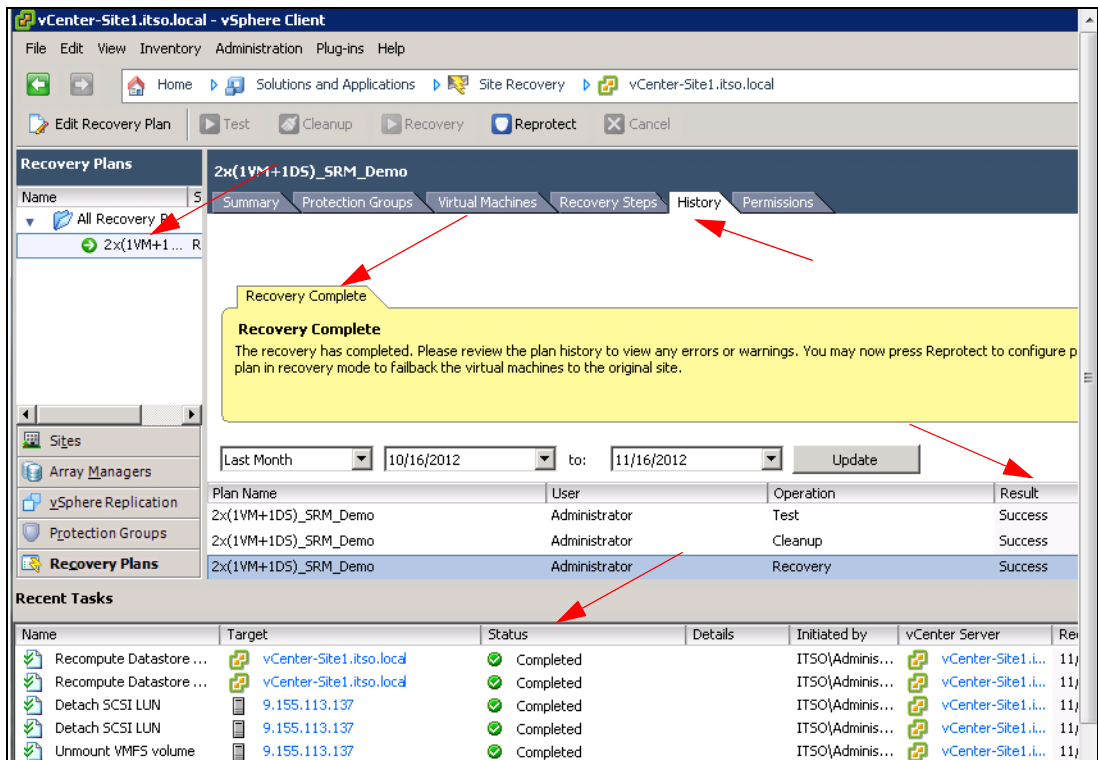 vCenter-Site1.itso.local - vSphere Client
File Edit View Inventory Administration Plug-ins Help
Home Solutions and Applications Site Recovery vCenter-Site1.itso.local
Edit Recovery Plan Test Cleanup Recovery Reprotect Cancel
Recovery Plans
Name S
All Recovery P...
2x(1VM+1... R
2x(1VM+1DS)_SRM_Demo
Summary Protection Groups Virtual Machines Recovery Steps History Permissions
Recovery Complete
Recovery Complete
The recovery has completed. Please review the plan history to view any errors or warnings. You may now press Reprotect to configure p
plan in recovery mode to failback the virtual machines to the original site.
Sites
Array Managers
vSphere Replication
Protection Groups
Recovery Plans
Last Month 10/16/2012 to: 11/16/2012 Update
Plan Name User Operation Result
2x(1VM+1DS)_SRM_Demo Administrator Test Success
2x(1VM+1DS)_SRM_Demo Administrator Cleanup Success
2x(1VM+1DS)_SRM_Demo Administrator Recovery Success
Recent Tasks
Name Target Status Details Initiated by vCenter Server Re
Recompute Datastore ... vCenter-Site1.itso.local Completed ITSO\Adminis... vCenter-Site1.i... 11/
Recompute Datastore ... vCenter-Site1.itso.local Completed ITSO\Adminis... vCenter-Site1.i... 11/
Detach SCSI LUN 9.155.113.137 Completed ITSO\Adminis... vCenter-Site1.i... 11/
Detach SCSI LUN 9.155.113.137 Completed ITSO\Adminis... vCenter-Site1.i... 11/
Unmount VMFS volume 9.155.113.137 Completed ITSO\Adminis... vCenter-Site1.i... 11/